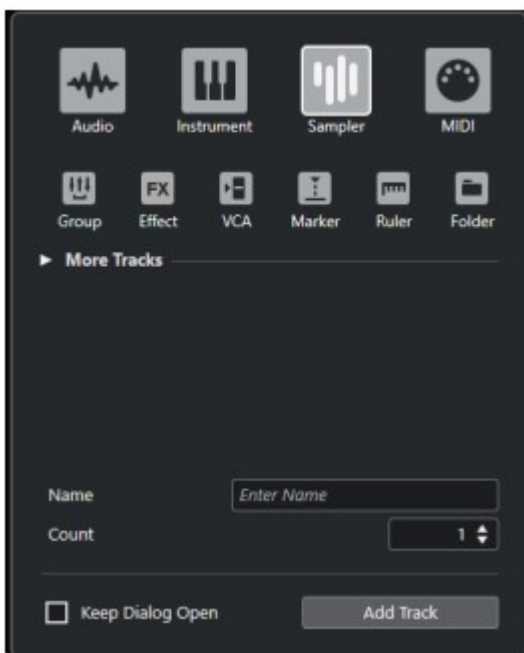 Audio Instrument Sampler MIDI
FX
Group Effect VCA Marker Ruler Folder
More Tracks
Name Enter Name
Count 1
Keep Dialog Open Add Track